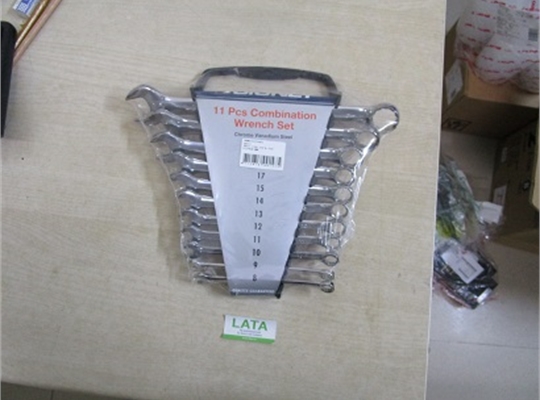 11 Pcs Combination
Wrench Set
Chrome Vanadium Steel
17
15
14
13
12
11
10
9
8
LATA